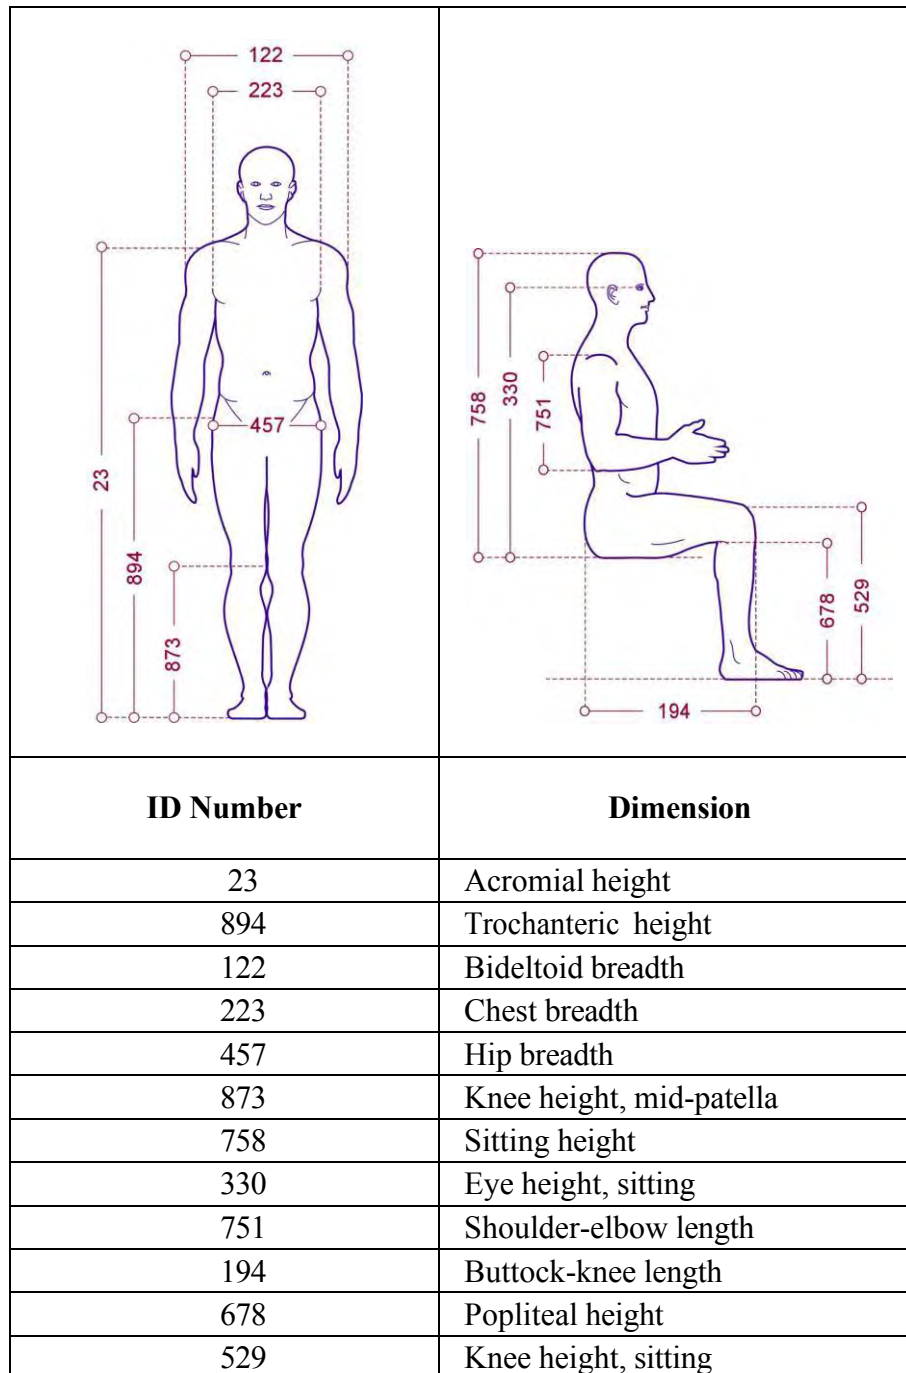 122
223
23
894
873
457
758
330
751
678
529
194
ID Number Dimension
23 Acromial height
894 Trochanteric height
122 Bideltoid breadth
223 Chest breadth
457 Hip breadth
873 Knee height, mid-patella
758 Sitting height
330 Eye height, sitting
751 Shoulder-elbow length
194 Buttock-knee length
678 Popliteal height
529 Knee height, sitting